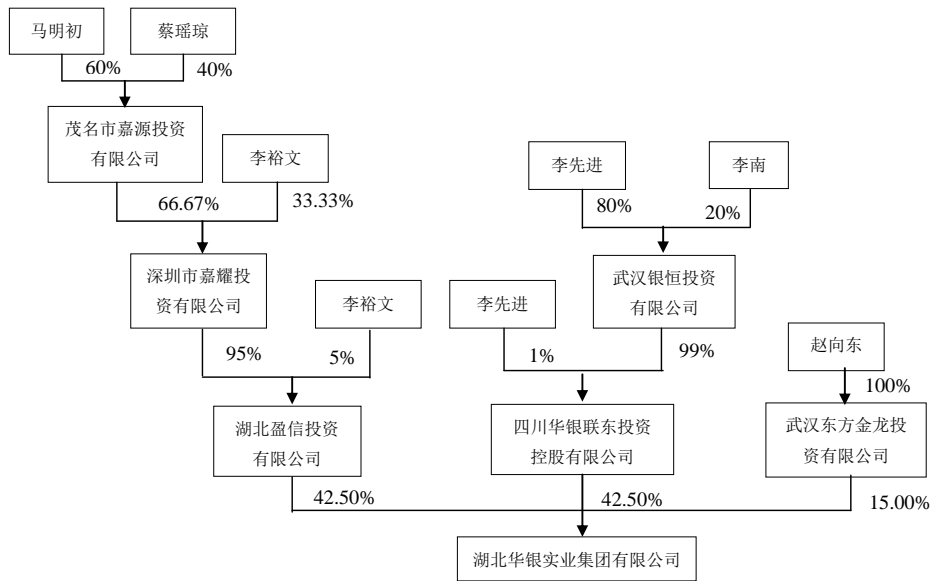 马明初
蔡瑶琼
60%
40%
茂名市嘉源投资
有限公司
李裕文
李先进
李南
66.67%
33.33%
80%
20%
深圳市嘉耀投
资有限公司
李裕文
李先进
武汉银恒投资
有限公司
赵向东
95%
5%
1%
99%
100%
湖北盈信投资
有限公司
四川华银联东投资
控股有限公司
武汉东方金龙投
资有限公司
42.50%
42.50%
15.00%
湖北华银实业集团有限公司